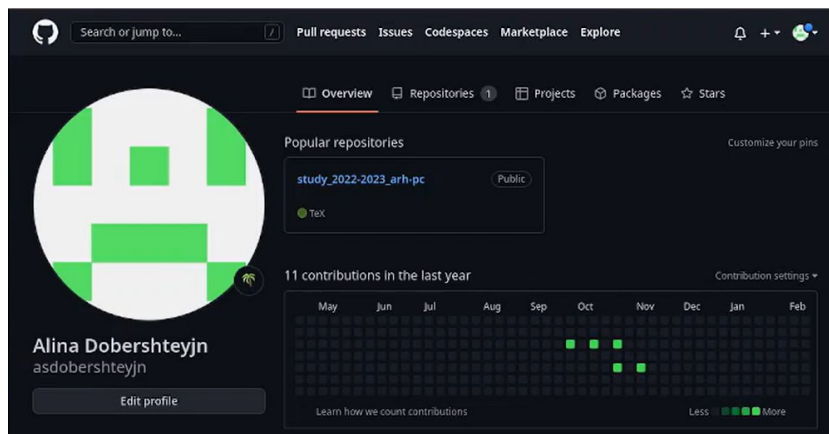 Search or jump to... /
Pull requests Issues Codespaces Marketplace Explore
Overview Repositories 1 Projects Packages Stars
Popular repositories Customize your pins
study_2022-2023_arh-pc Public
TeX
11 contributions in the last year Contribution settings
May Jun Jul Aug Sep Oct Nov Dec Jan Feb
Learn how we count contributions Less More
Alina Dobershteyjn
asdobershteyjn
Edit profile